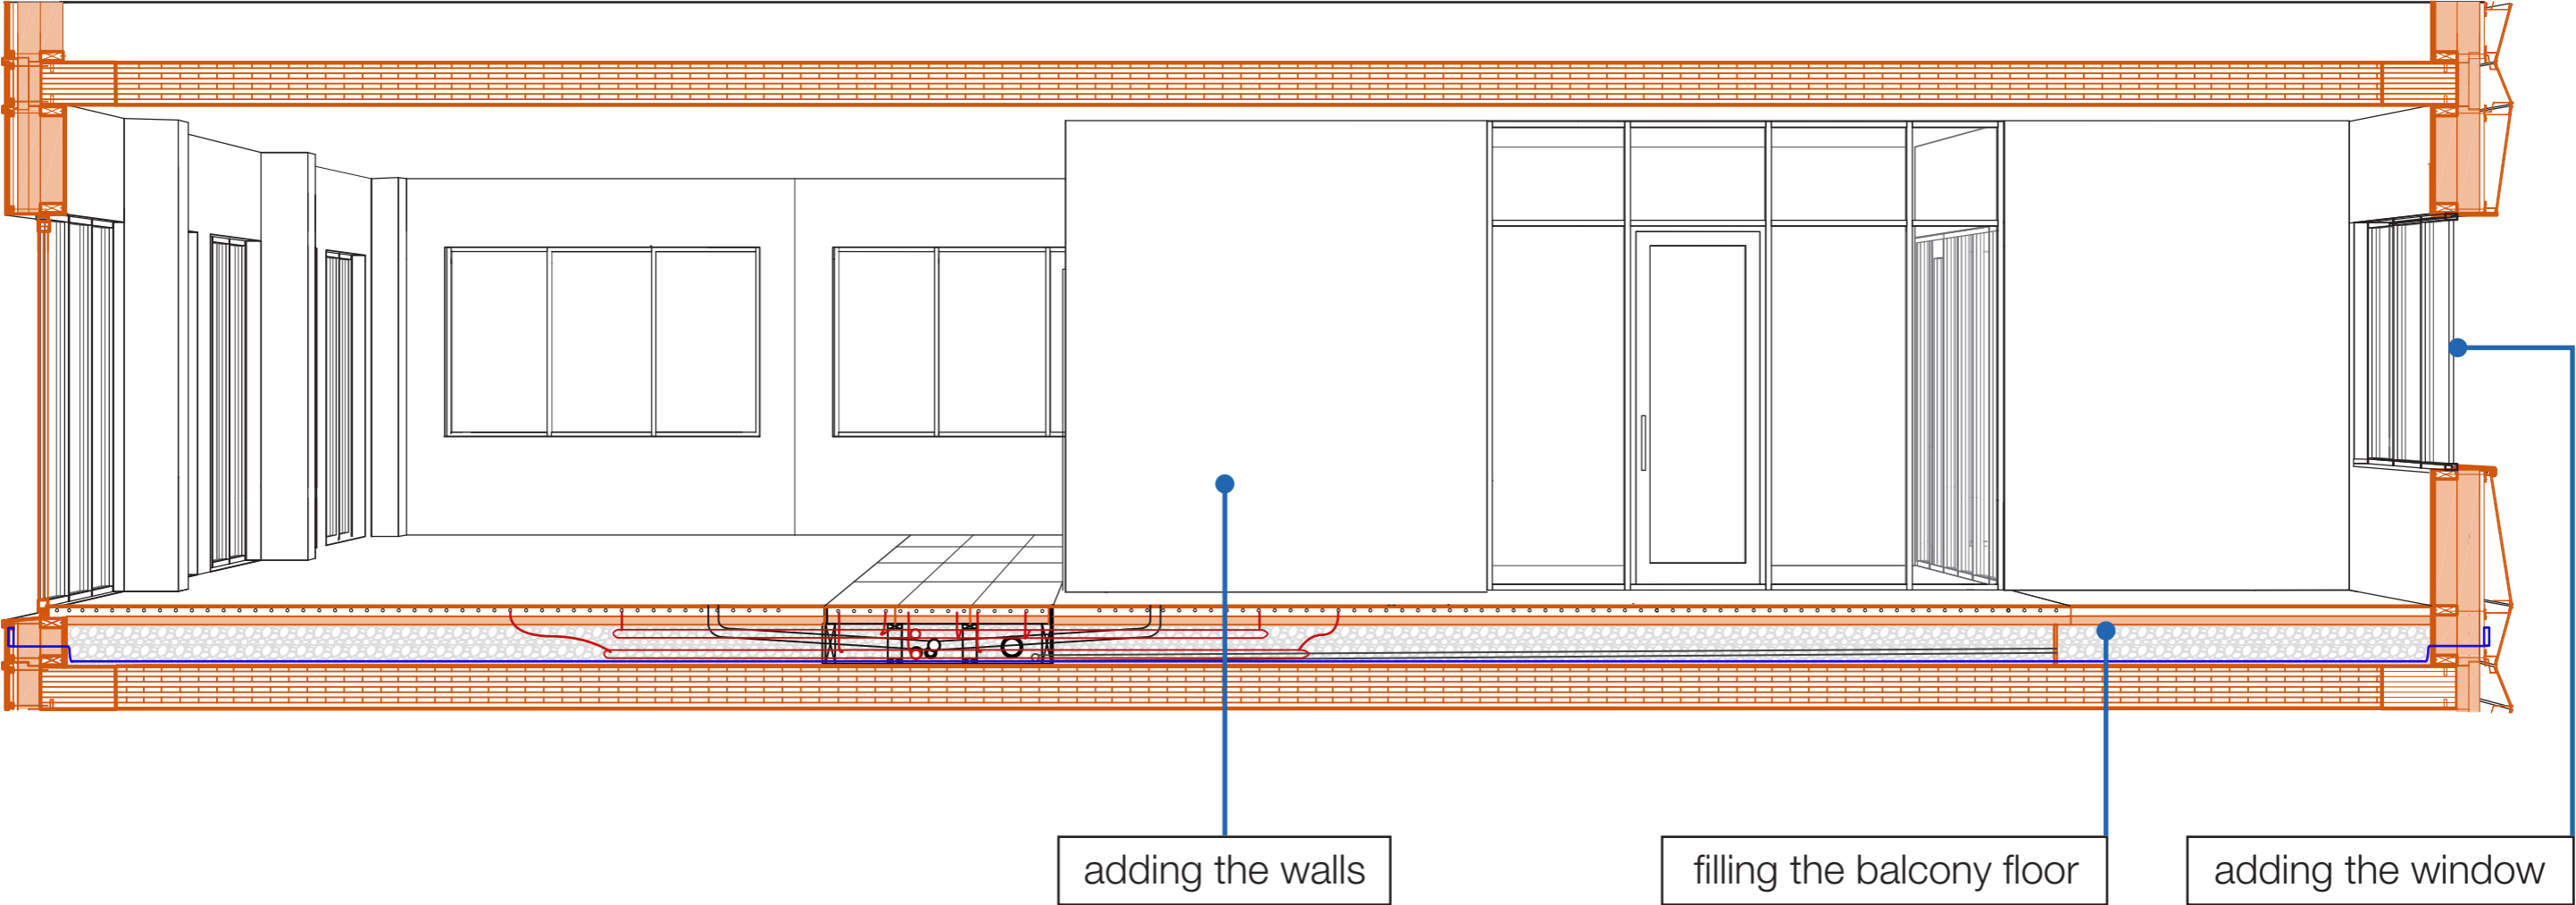 adding the walls
filling the balcony floor
adding the window